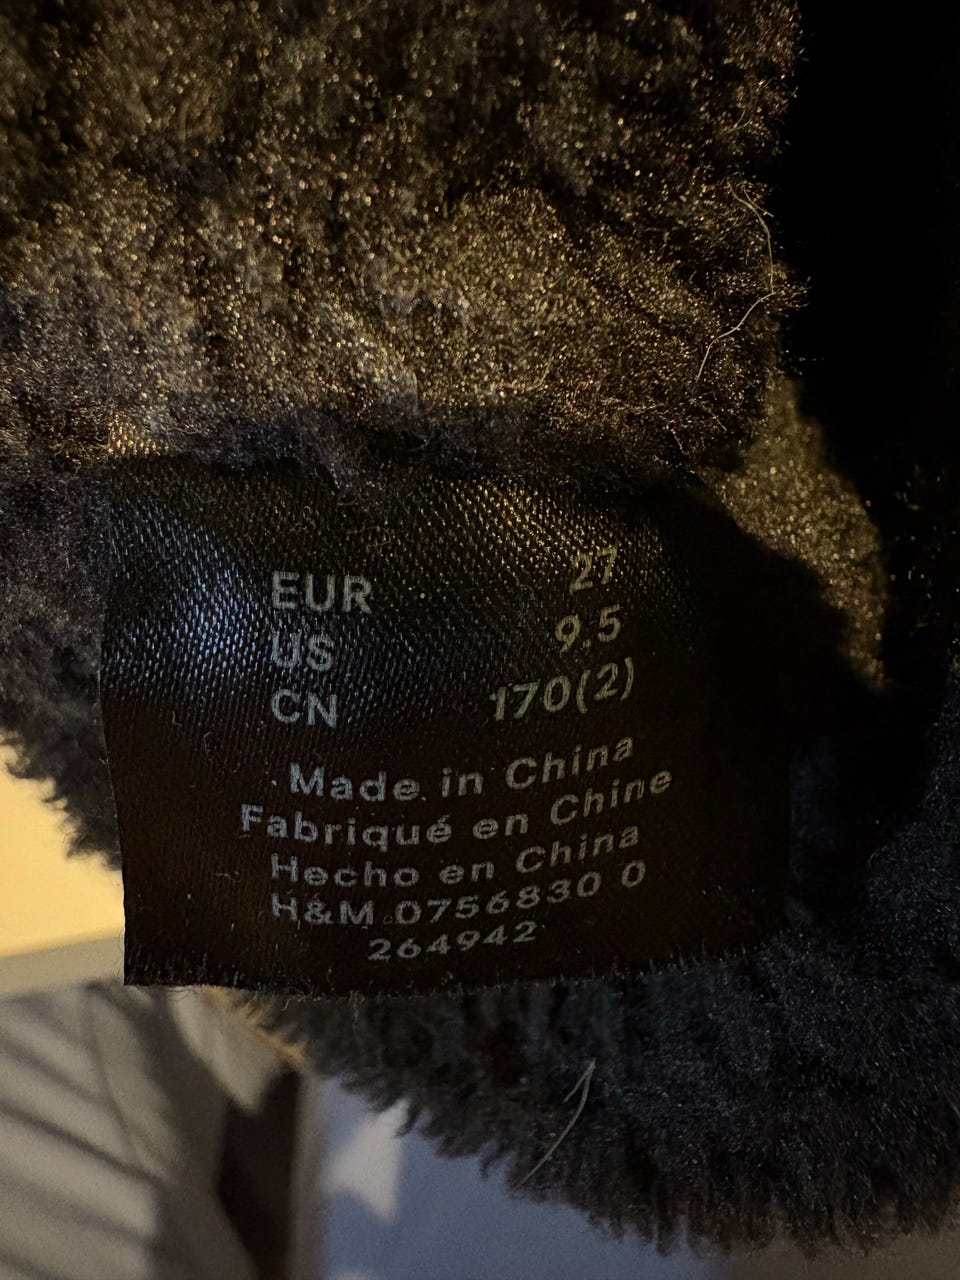 EUR 27
US 9.5
CN 170(2)
Made in China
Fabriqué en Chine
Hecho en China
H&M 0756830 0
264942